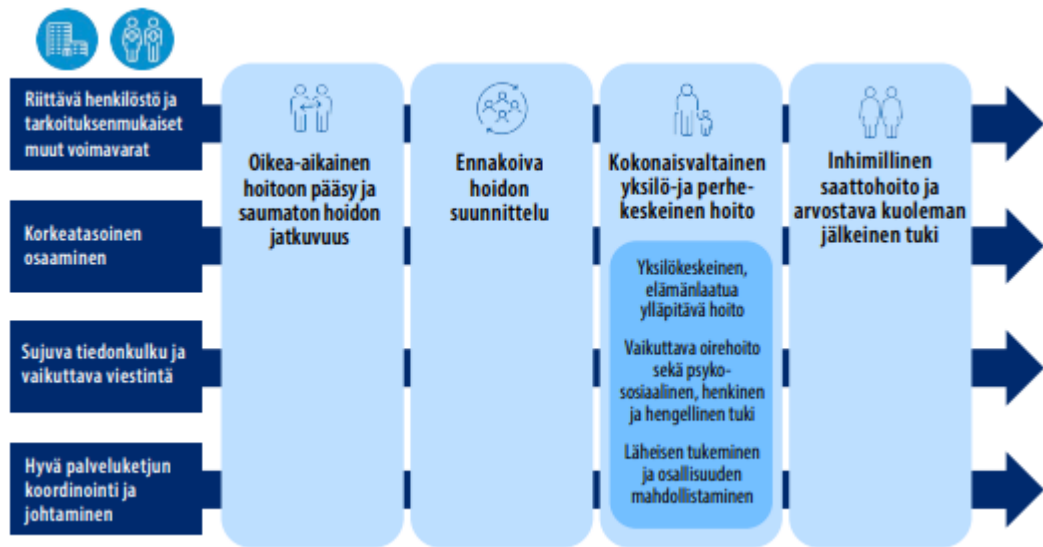 Riittävä henkilöstö ja
tarkoituksenmukaiset
muut voimavarat
Korkeatasoinen
osaaminen
Sujuva tiedonkulku ja
vaikuttava viestintä
Hyvä palveluketjun
koordinointi ja
johtaminen
Oikea-aikainen
hoitoon pääsy ja
saumaton hoidon
jatkuvuus
Ennakoiva
hoidon
suunnittelu
Kokonaisvaltainen
yksilö-ja perhe-
keskeinen hoito
Yksilökeskeinen,
elämänlaatua
ylläpitävä hoito
Vaikuttava oirehoito
sekä psyko-
sosiaalinen, henkinen
ja hengellinen tuki
Läheisen tukeminen
ja osallisuuden
mahdollistaminen
Inhimillinen
saattohoito ja
arvostava kuoleman
jälkeinen tuki